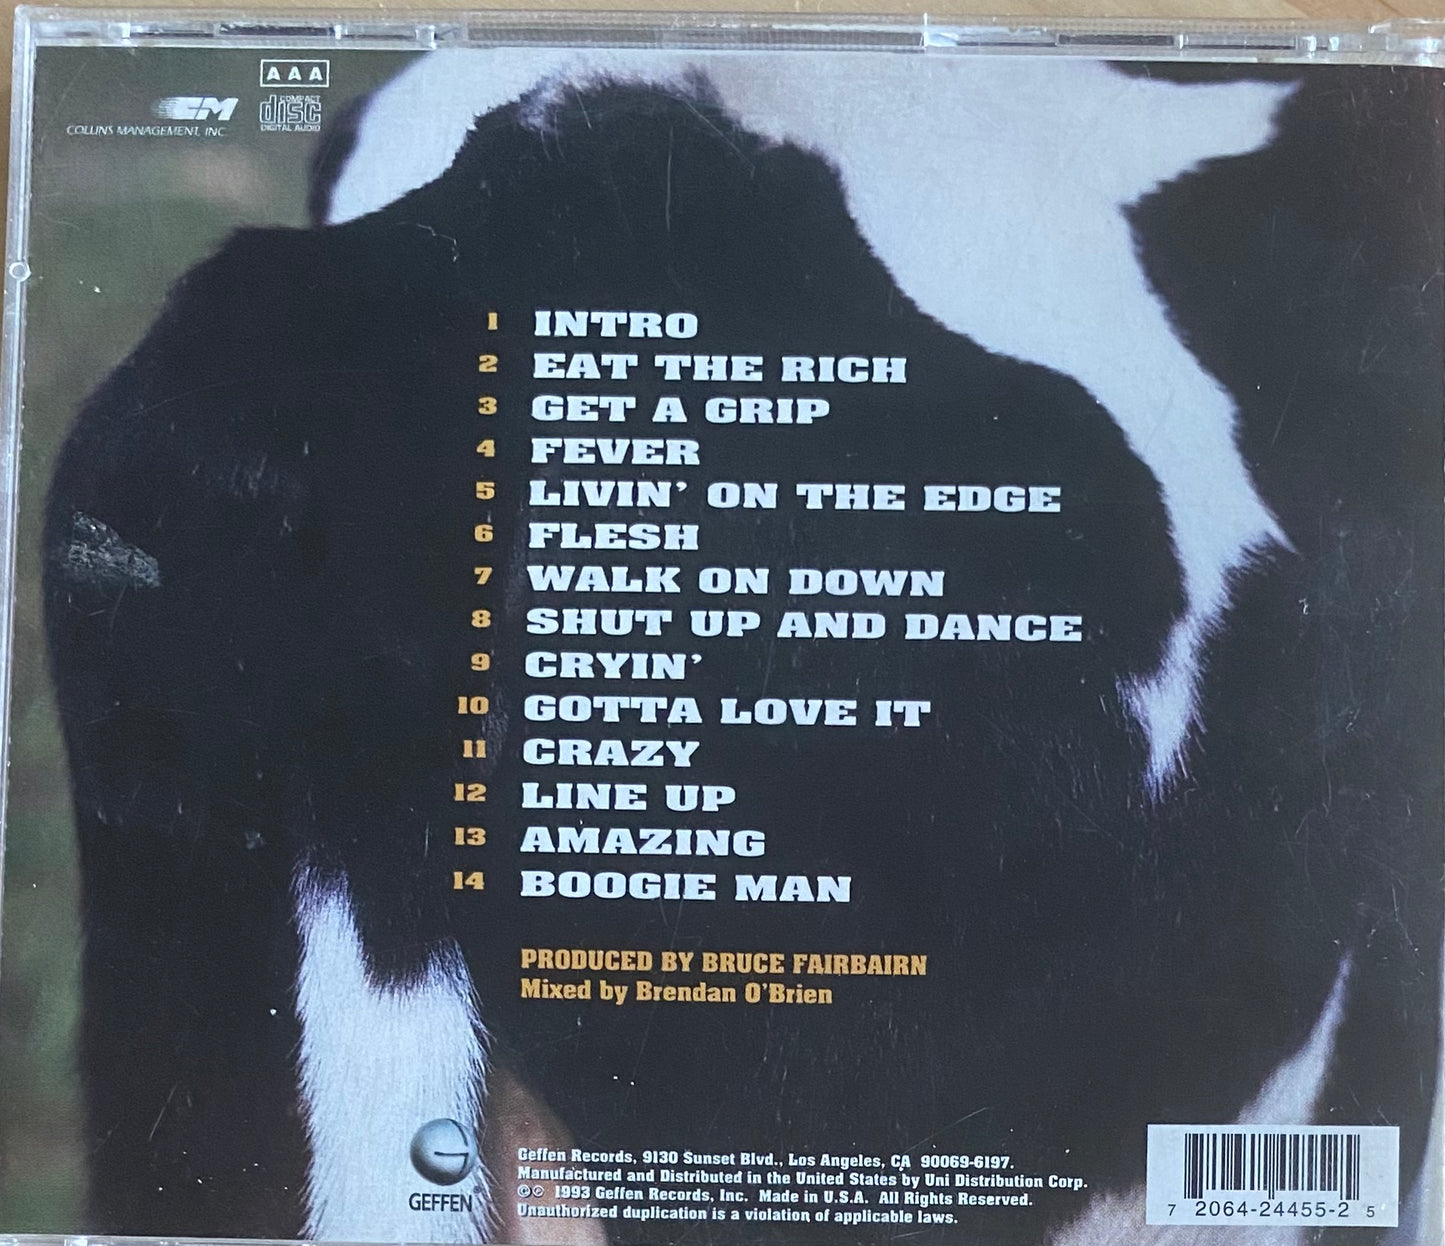 AAA
CM
COLLINS MANAGEMENT, INC.
COMPACT
disc
DIGITAL AUDIO
1 INTRO
2 EAT THE RICH
3 GET A GRIP
4 FEVER
5 LIVIN' ON THE EDGE
6 FLESH
7 WALK ON DOWN
8 SHUT UP AND DANCE
9 CRYIN'
10 GOTTA LOVE IT
11 CRAZY
12 LINE UP
13 AMAZING
14 BOOGIE MAN
PRODUCED BY BRUCE FAIRBAIRN
Mixed by Brendan O'Brien
G
GEFFEN®
Geffen Records, 9130 Sunset Blvd., Los Angeles, CA 90069-6197.
Manufactured and Distributed in the United States by Uni Distribution Corp.
©℗ 1993 Geffen Records, Inc. Made in U.S.A. All Rights Reserved.
Unauthorized duplication is a violation of applicable laws.
7 2064-24455-2 5